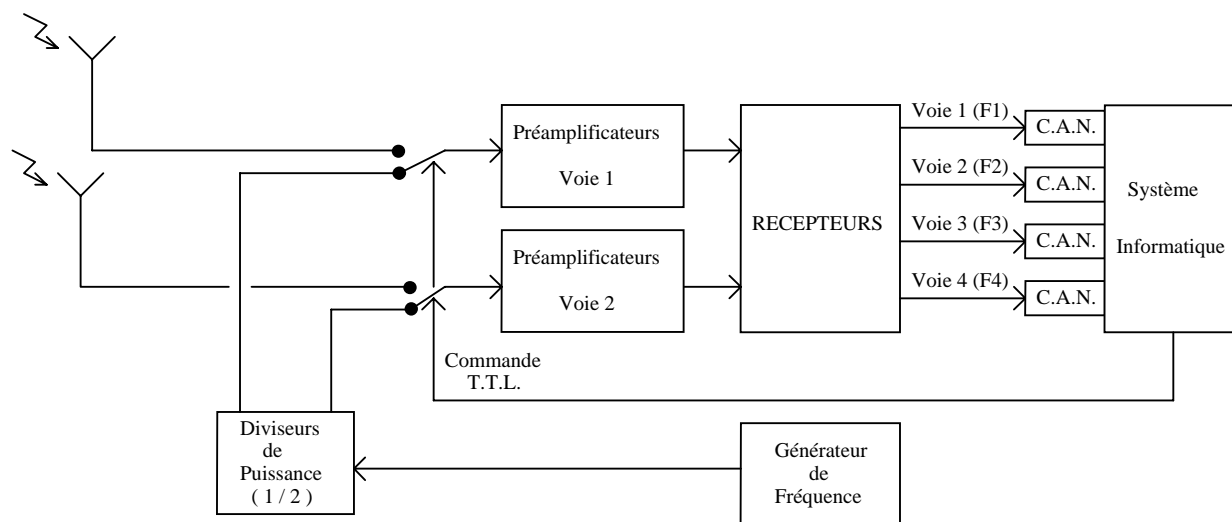 Préamplificateurs
Voie 1
Préamplificateurs
Voie 2
RECEPTEURS
Voie 1 (F1)
Voie 2 (F2)
Voie 3 (F3)
Voie 4 (F4)
C.A.N.
C.A.N.
C.A.N.
C.A.N.
Système
Informatique
Commande
T.T.L.
Diviseurs
de
Puissance
( 1 / 2 )
Générateur
de
Fréquence